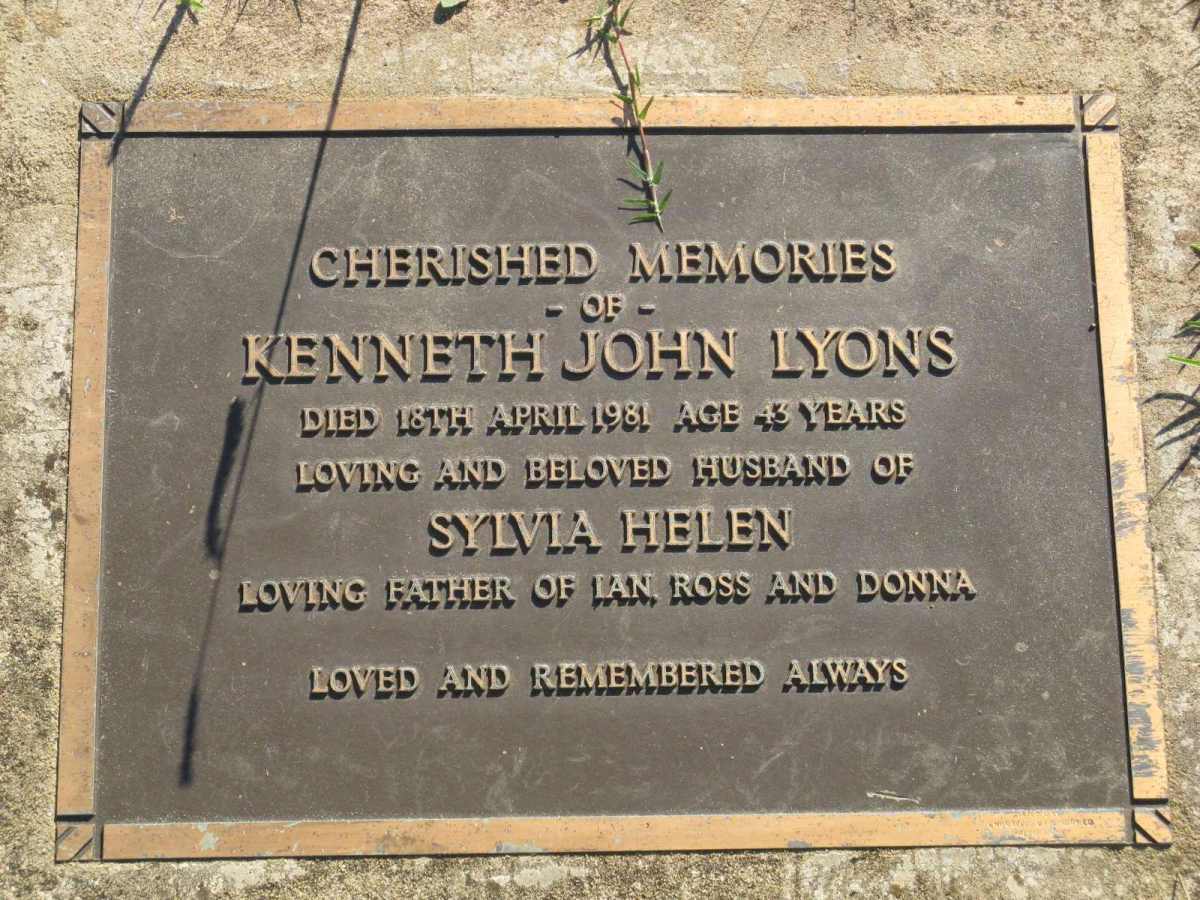 CHERISHED MEMORIES
- OF -
KENNETH JOHN LYONS
DIED 18TH APRIL 1981 AGE 43 YEARS
LOVING AND BELOVED HUSBAND OF
SYLVIA HELEN
LOVING FATHER OF IAN, ROSS AND DONNA
LOVED AND REMEMBERED ALWAYS